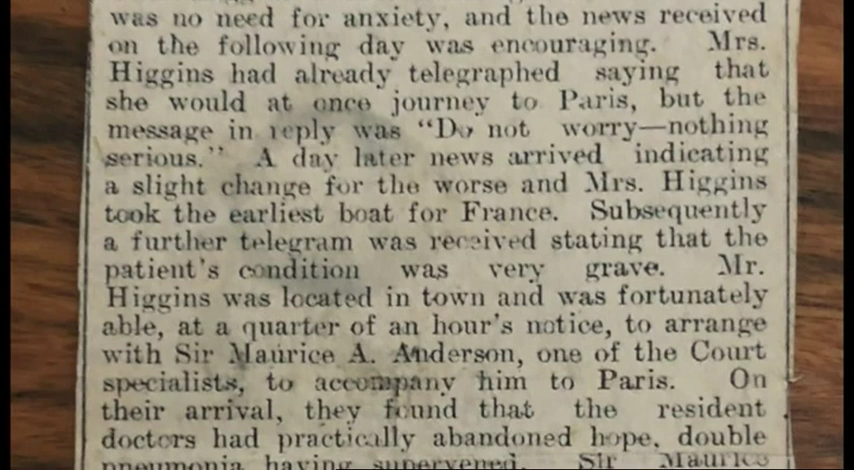 was no need for anxiety, and the news received
on the following day was encouraging. Mrs.
Higgins had already telegraphed saying that
she would at once journey to Paris, but the
message in reply was "Do not worry—nothing
serious." A day later news arrived indicating
a slight change for the worse and Mrs. Higgins
took the earliest boat for France. Subsequently
a further telegram was received stating that the
patient's condition was very grave. Mr.
Higgins was located in town and was fortunately
able, at a quarter of an hour's notice, to arrange
with Sir Maurice A. Anderson, one of the Court
specialists, to accompany him to Paris. On
their arrival, they found that the resident
doctors had practically abandoned hope, double
pneumonia having supervened. Sir Maurice